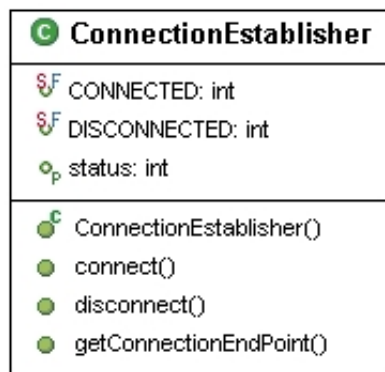 C ConnectionEstablisher
S F CONNECTED: int
S F DISCONNECTED: int
P status: int
C ConnectionEstablisher()
connect()
disconnect()
getConnectionEndPoint()